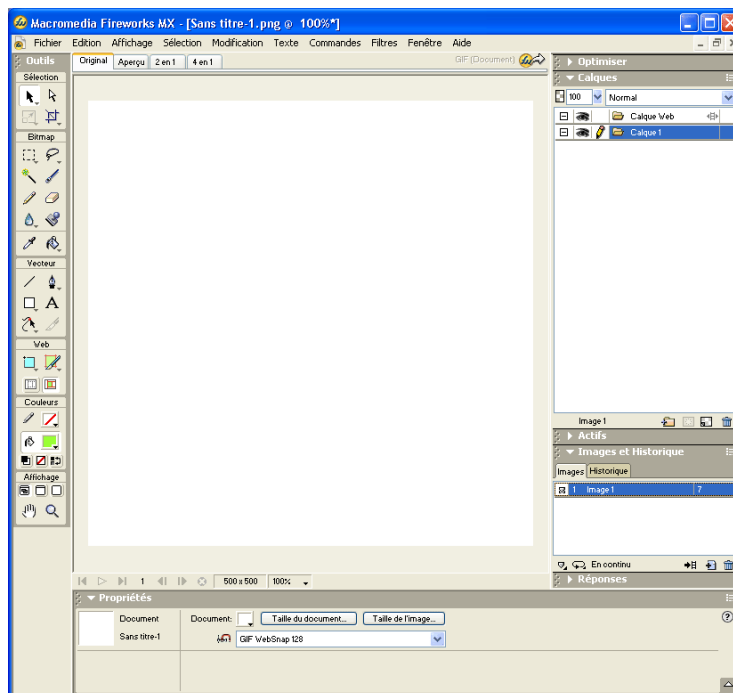 Macromedia Fireworks MX - [Sans titre-1.png @ 100%*]
Fichier Edition Affichage Sélection Modification Texte Commandes Filtres Fenêtre Aide
Outils
Sélection
Bitmap
Vecteur
Web
Couleurs
Affichage
Original Aperçu 2 en 1 4 en 1 GIF (Document)
Optimiser
Calques
100 Normal
Calque Web
Calque 1
Image 1
Actifs
Images et Historique
Images Historique
1 Image 1 7
En continu
Réponses
1 500 x 500 100%
Propriétés
Document Document: Taille du document... Taille de l'image...
Sans titre-1 GIF WebSnap 128